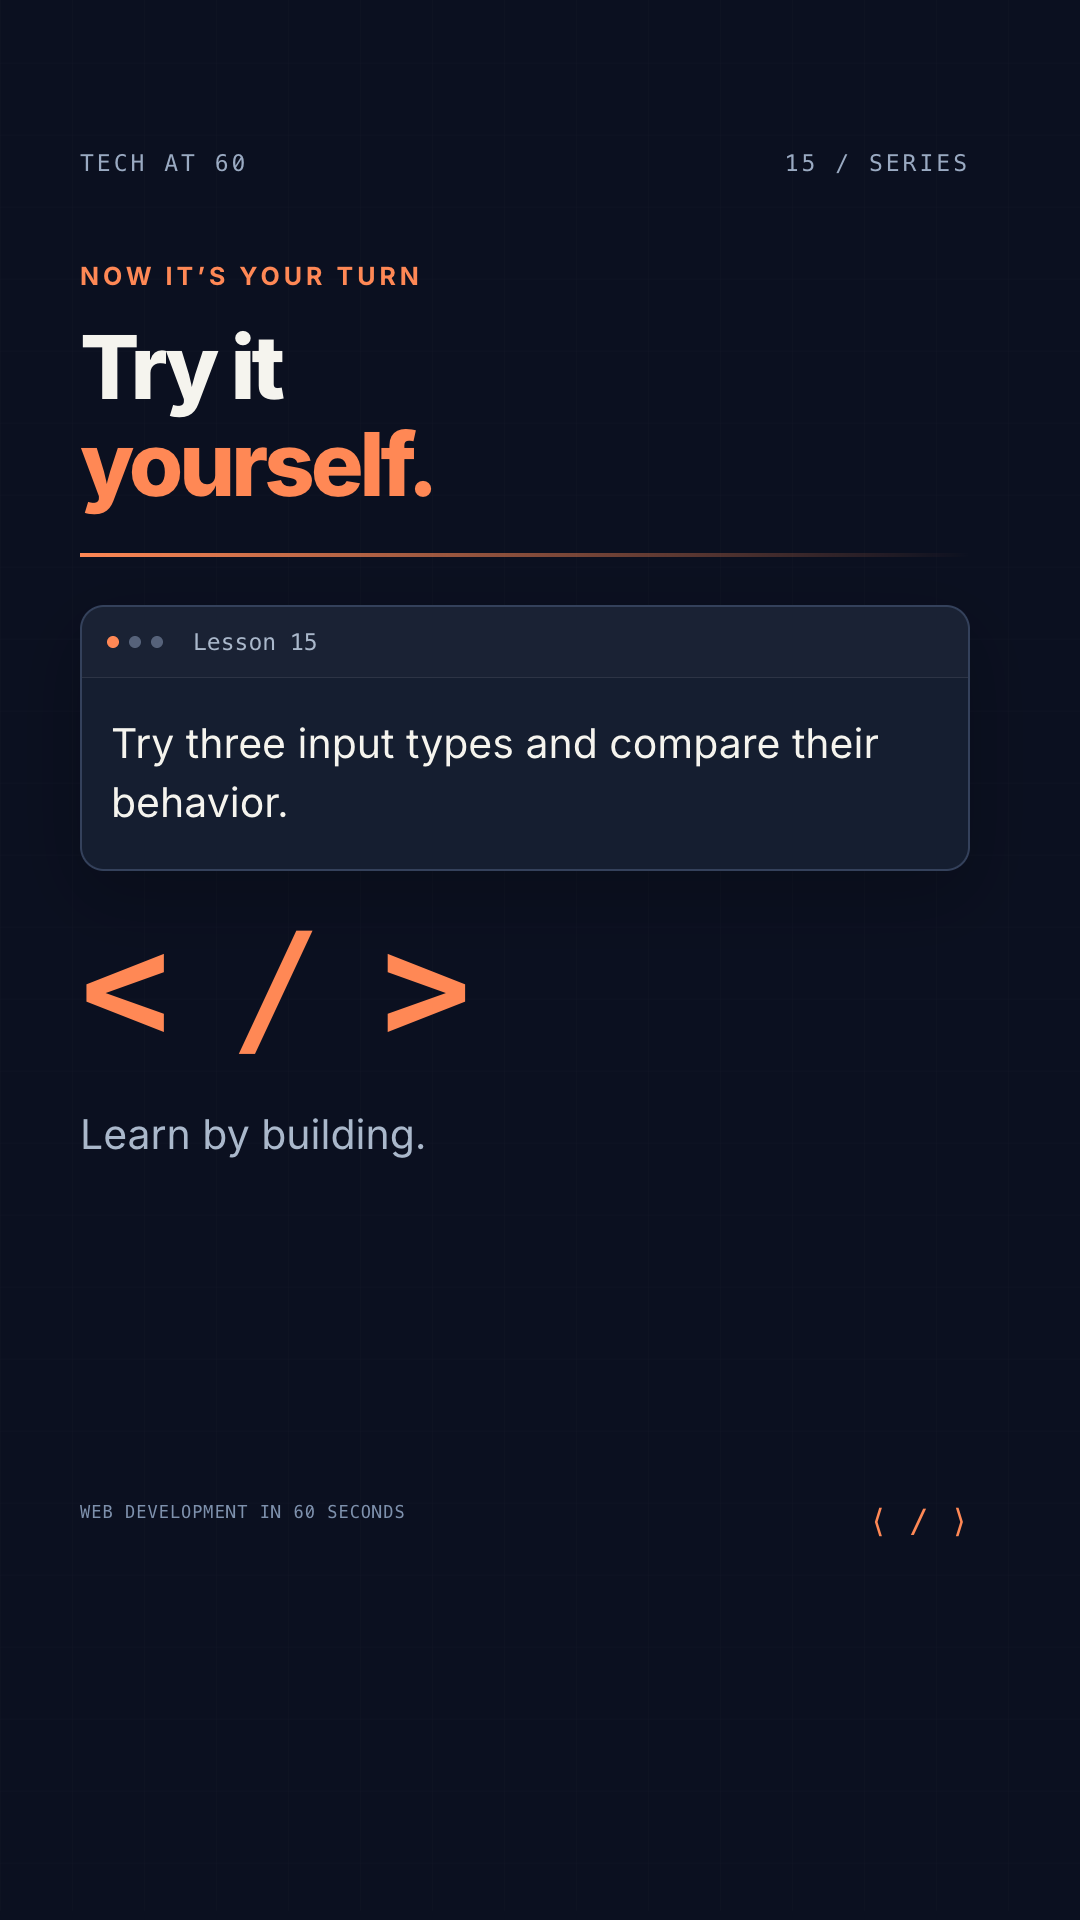 TECH AT 60
15 / SERIES
NOW IT’S YOUR TURN
Try it
yourself.
Lesson 15
Try three input types and compare their
behavior.
< / >
Learn by building.
WEB DEVELOPMENT IN 60 SECONDS
⟨ / ⟩